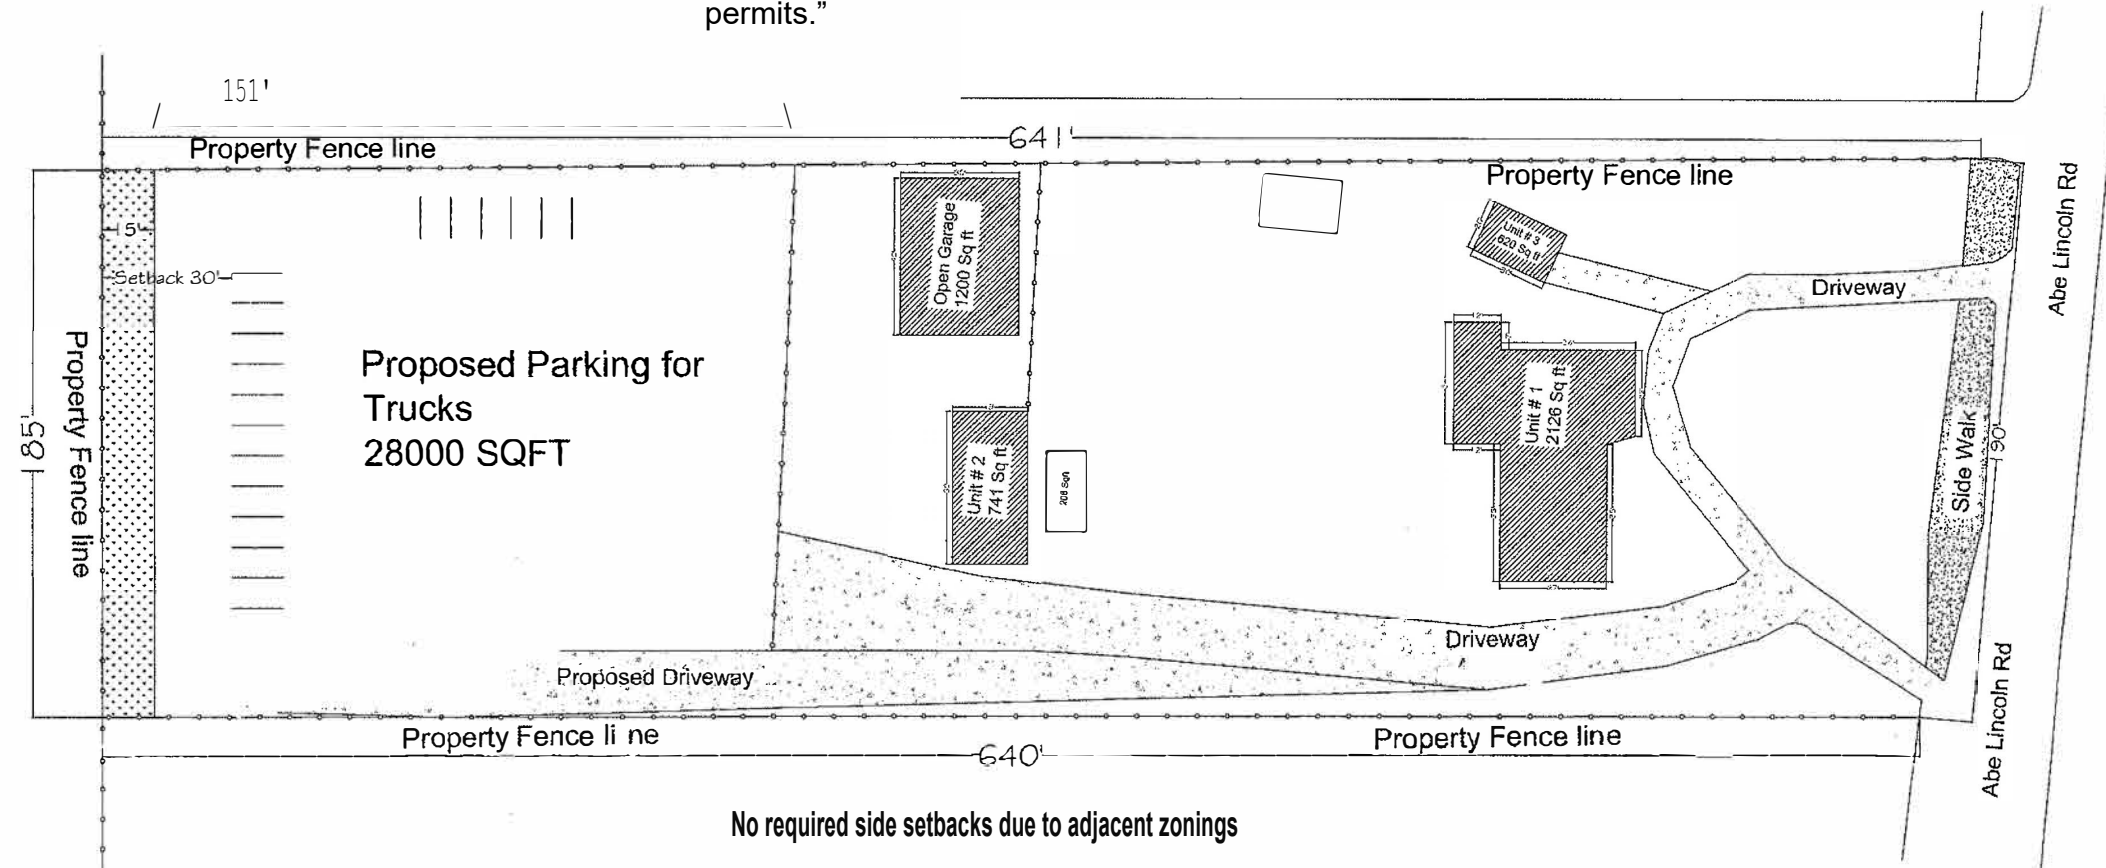 permits.”
151'
641'
Property Fence line
Property Fence line
15'
Setback 30'
Proposed Parking for
Trucks
28000 SQFT
185'
Property Fence line
Open Garage
1200 Sq ft
Unit # 2
741 Sq ft
Unit # 3
620 Sq ft
Unit # 1
2126 Sq ft
Driveway
Abe Lincoln Rd
Side Walk
190'
Driveway
Proposed Driveway
Abe Lincoln Rd
Property Fence li ne
Property Fence line
640'
No required side setbacks due to adjacent zonings